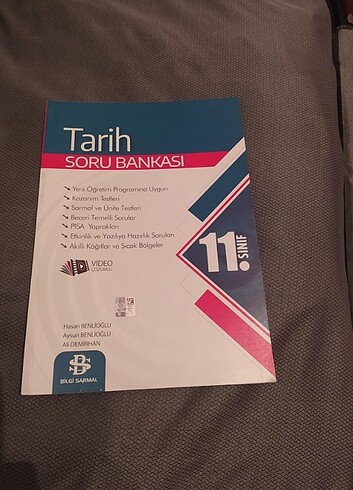 Tarih
SORU BANKASI
Yeni Öğretim Programına Uygun
Kazanım Testleri
Sarmal ve Ünite Testleri
Beceri Temelli Sorular
PISA Yaprakları
Etkinlik ve Yazılıya Hazırlık Soruları
Akıllı Kâğıtlar ve Sıcak Bölgeler
VİDEO
ÇÖZÜMLÜ
11.
SINIF
Hasan BENLİOĞLU
Aysun BENLİOĞLU
Ali DEMİRHAN
BS
BİLGİ SARMAL